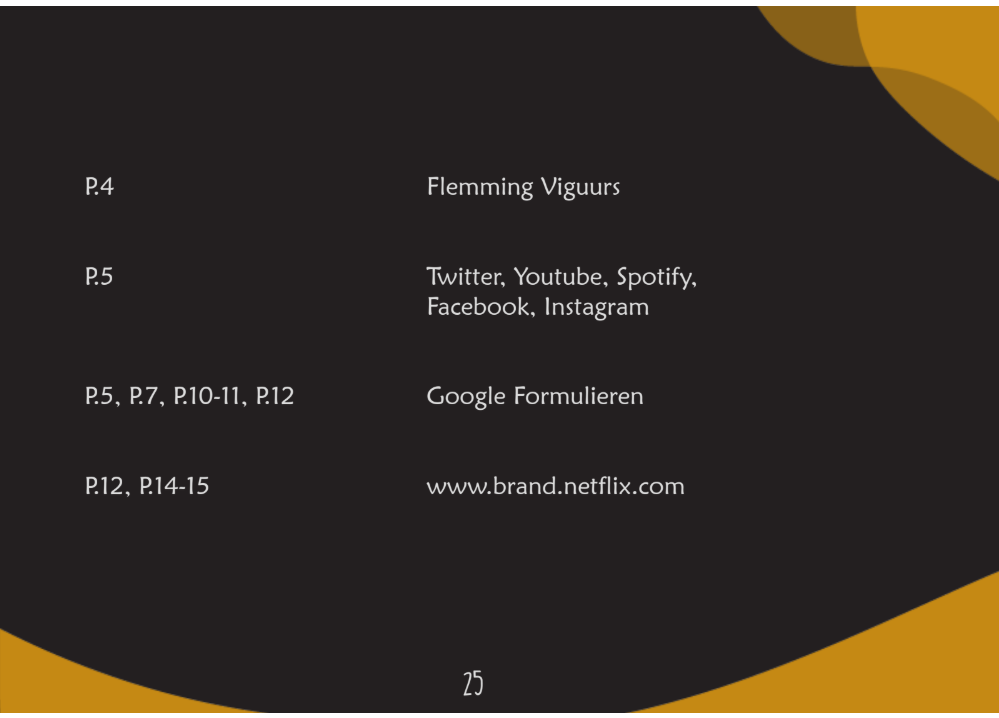 P.4 Flemming Viguurs
P.5 Twitter, Youtube, Spotify,
Facebook, Instagram
P.5, P.7, P.10-11, P.12 Google Formulieren
P.12, P.14-15 www.brand.netflix.com
25